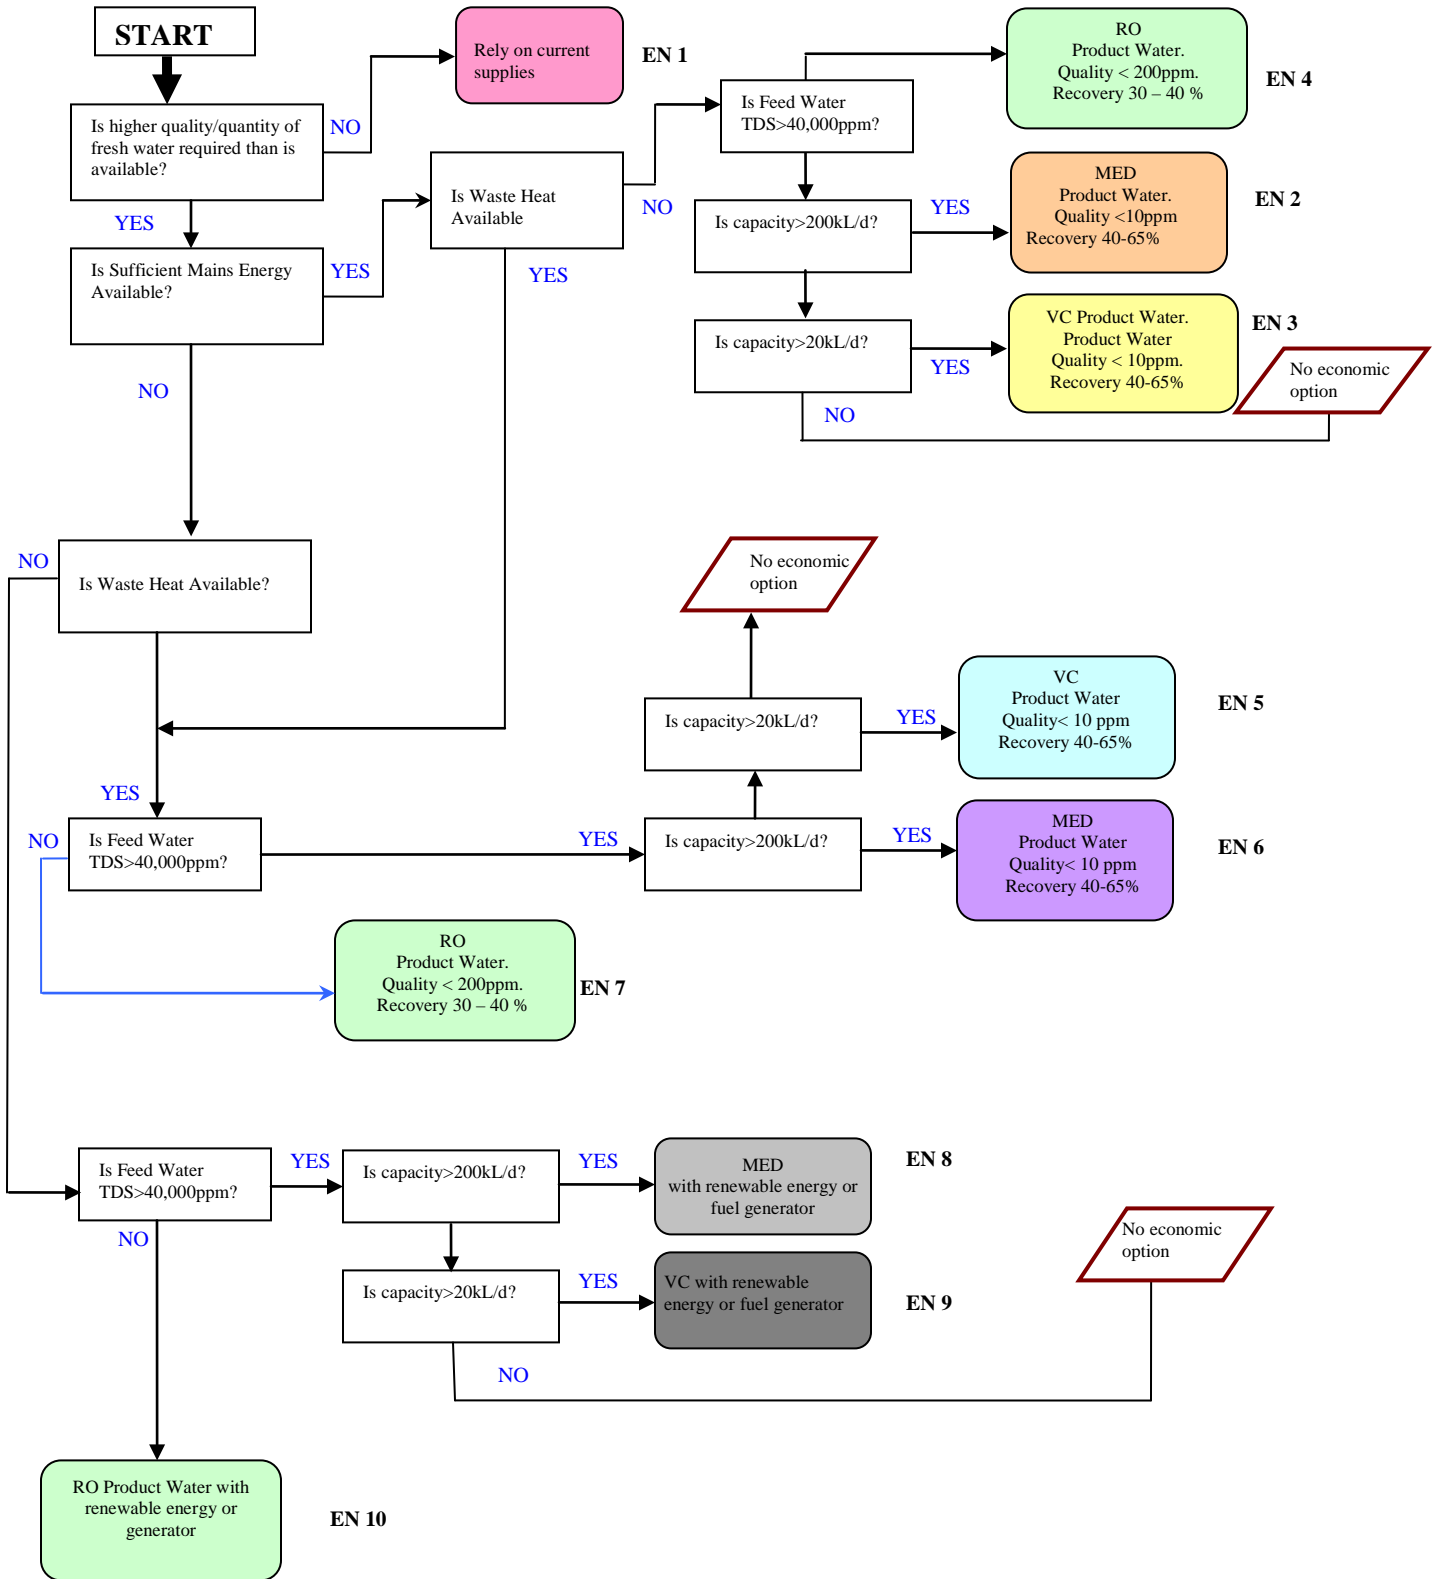 START
Is higher quality/quantity of
fresh water required than is
available?
NO
Rely on current
supplies
EN 1
YES
Is Sufficient Mains Energy
Available?
YES
Is Waste Heat
Available
NO
Is Feed Water
TDS>40,000ppm?
RO
Product Water.
Quality < 200ppm.
Recovery 30 – 40 %
EN 4
Is capacity>200kL/d?
YES
MED
Product Water.
Quality <10ppm
Recovery 40-65%
EN 2
Is capacity>20kL/d?
YES
VC Product Water.
Product Water
Quality < 10ppm.
Recovery 40-65%
EN 3
No economic
option
NO
YES
NO
Is Waste Heat Available?
NO
YES
No economic
option
Is capacity>20kL/d?
YES
VC
Product Water
Quality< 10 ppm
Recovery 40-65%
EN 5
NO
Is Feed Water
TDS>40,000ppm?
YES
Is capacity>200kL/d?
YES
MED
Product Water
Quality< 10 ppm
Recovery 40-65%
EN 6
RO
Product Water.
Quality < 200ppm.
Recovery 30 – 40 %
EN 7
Is Feed Water
TDS>40,000ppm?
YES
Is capacity>200kL/d?
YES
MED
with renewable energy or
fuel generator
EN 8
NO
Is capacity>20kL/d?
YES
VC with renewable
energy or fuel generator
EN 9
No economic
option
NO
RO Product Water with
renewable energy or
generator
EN 10